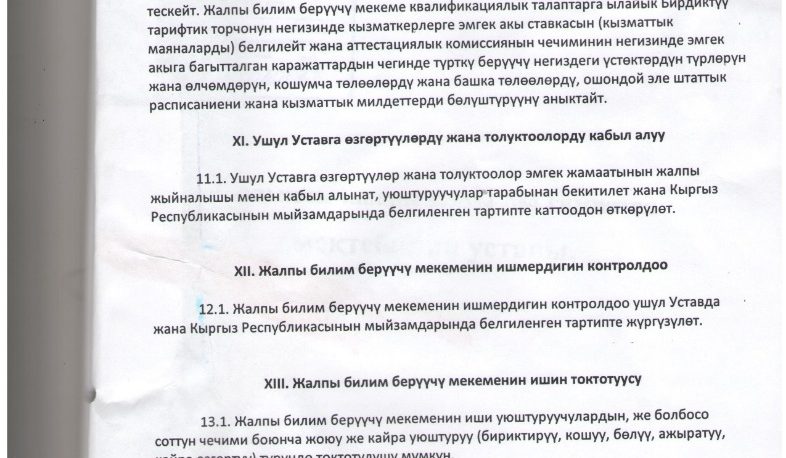 тескейт. Жалпы билим берүүчү мекеме квалификациялык талаптарга ылайык Бирдиктүү
тарифтик торчонун негизинде кызматкерлерге эмгек акы ставкасын (кызматтык
маяналарды) белгилейт жана аттестациялык комиссиянын чечиминин негизинде эмгек
акыга багытталган каражаттардын чегинде түрткү берүүчү негиздеги үстөктөрдүн түрлөрүн
жана өлчөмдөрүн, кошумча төлөөлөрдү жана башка төлөөлөрдү, ошондой эле штаттык
расписаниени жана кызматтык милдеттерди бөлүштүрүүнү аныктайт.
XI. Ушул Уставга өзгөртүүлөрдү жана толуктоолорду кабыл алуу
11.1. Ушул Уставга өзгөртүүлөр жана толуктоолор эмгек жамаатынын жалпы
жыйналышы менен кабыл алынат, уюштуруучулар тарабынан бекитилет жана Кыргыз
Республикасынын мыйзамдарында белгиленген тартипте каттоодон өткөрүлөт.
XII. Жалпы билим берүүчү мекеменин ишмердигин контролдоо
12.1. Жалпы билим берүүчү мекеменин ишмердигин контролдоо ушул Уставда
жана Кыргыз Республикасынын мыйзамдарында белгиленген тартипте жүргүзүлөт.
XIII. Жалпы билим берүүчү мекеменин ишин токтотуусу
13.1. Жалпы билим берүүчү мекеменин иши уюштуруучулардын, же болбосо
соттун чечими боюнча жоюу же кайра уюштуруу (бириктирүү, кошуу, бөлүү, ажыратуу,
кайра өзгөртүү) түрүндө токтотулушу мүмкүн.